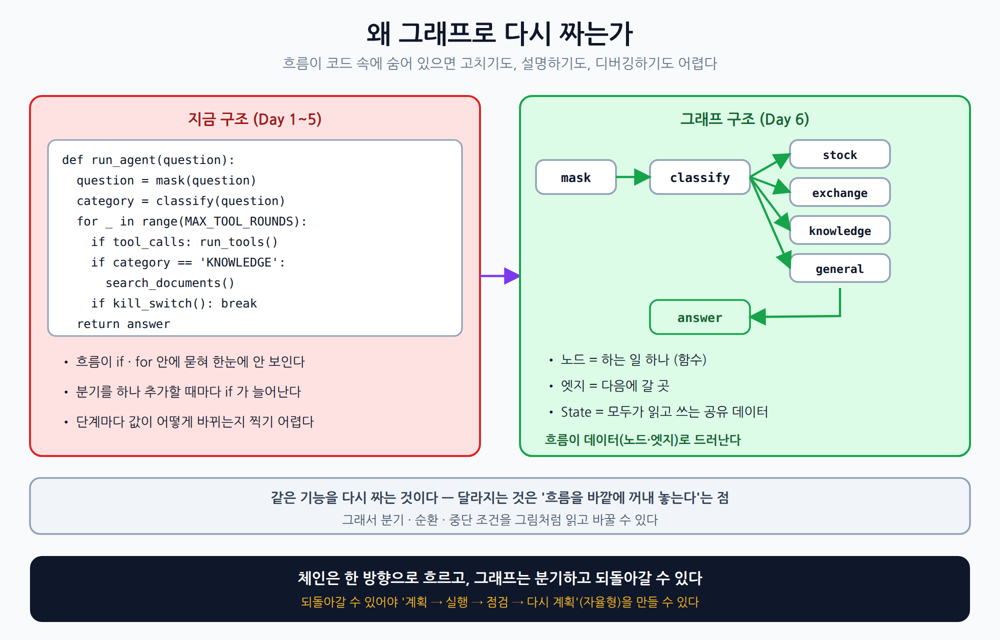 왜 그래프로 다시 짜는가
흐름이 코드 속에 숨어 있으면 고치기도, 설명하기도, 디버깅하기도 어렵다
지금 구조 (Day 1~5)
def run_agent(question):
question = mask(question)
category = classify(question)
for _ in range(MAX_TOOL_ROUNDS):
if tool_calls: run_tools()
if category == 'KNOWLEDGE':
search_documents()
if kill_switch(): break
return answer
• 흐름이 if · for 안에 묻혀 한눈에 안 보인다
• 분기를 하나 추가할 때마다 if 가 늘어난다
• 단계마다 값이 어떻게 바뀌는지 찍기 어렵다
그래프 구조 (Day 6)
mask
classify
stock
exchange
knowledge
general
answer
• 노드 = 하는 일 하나 (함수)
• 엣지 = 다음에 갈 곳
• State = 모두가 읽고 쓰는 공유 데이터
흐름이 데이터(노드·엣지)로 드러난다
같은 기능을 다시 짜는 것이다 — 달라지는 것은 '흐름을 바깥에 꺼내 놓는다'는 점
그래서 분기 · 순환 · 중단 조건을 그림처럼 읽고 바꿀 수 있다
체인은 한 방향으로 흐르고, 그래프는 분기하고 되돌아갈 수 있다
되돌아갈 수 있어야 '계획 → 실행 → 점검 → 다시 계획'(자율형)을 만들 수 있다